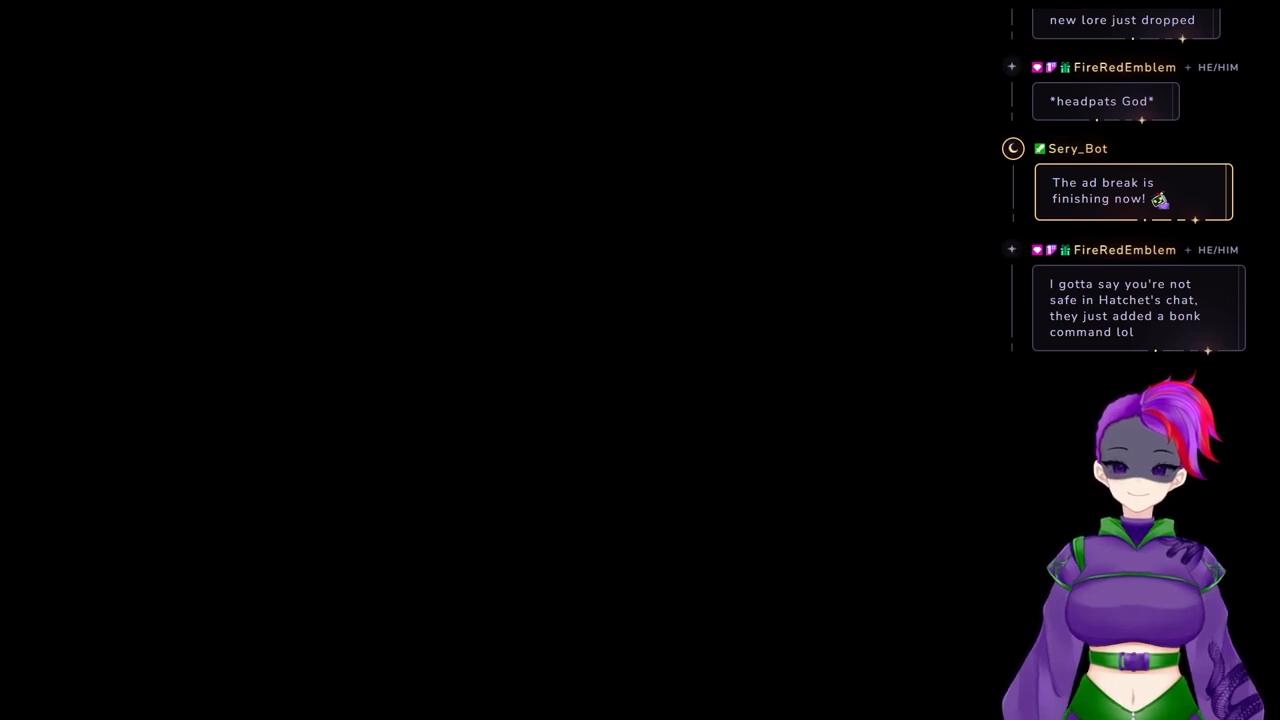 new lore just dropped
FireRedEmblem + HE/HIM
*headpats God*
Sery_Bot
The ad break is
finishing now!
FireRedEmblem + HE/HIM
I gotta say you're not
safe in Hatchet's chat,
they just added a bonk
command lol